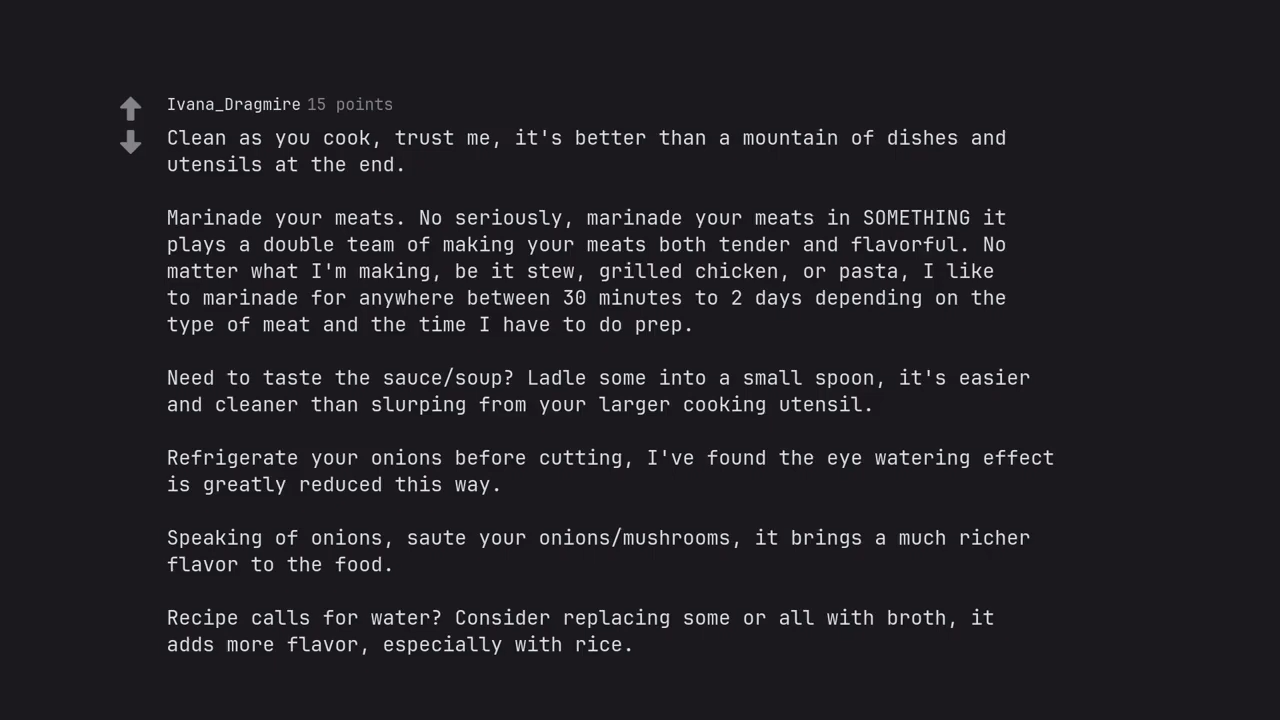 Ivana_Dragmire 15 points
Clean as you cook, trust me, it's better than a mountain of dishes and
utensils at the end.
Marinade your meats. No seriously, marinade your meats in SOMETHING it
plays a double team of making your meats both tender and flavorful. No
matter what I'm making, be it stew, grilled chicken, or pasta, I like
to marinade for anywhere between 30 minutes to 2 days depending on the
type of meat and the time I have to do prep.
Need to taste the sauce/soup? Ladle some into a small spoon, it's easier
and cleaner than slurping from your larger cooking utensil.
Refrigerate your onions before cutting, I've found the eye watering effect
is greatly reduced this way.
Speaking of onions, saute your onions/mushrooms, it brings a much richer
flavor to the food.
Recipe calls for water? Consider replacing some or all with broth, it
adds more flavor, especially with rice.